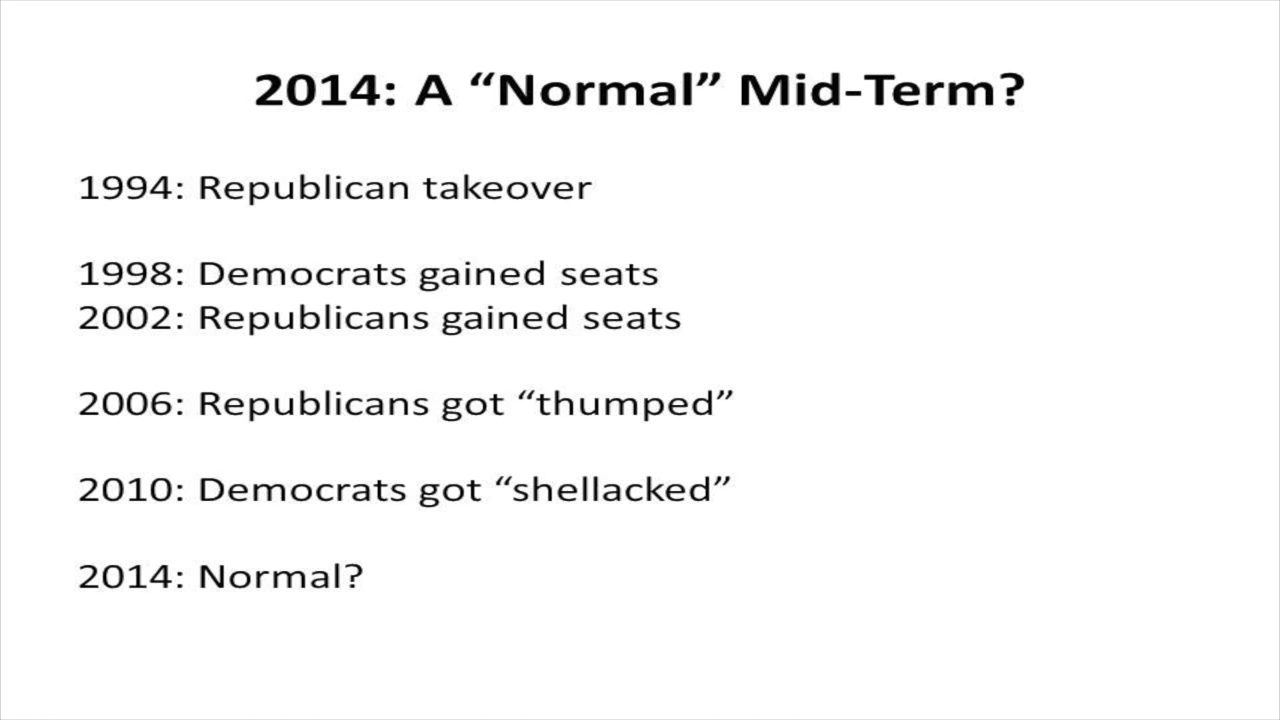 2014: A “Normal” Mid-Term?
1994: Republican takeover
1998: Democrats gained seats
2002: Republicans gained seats
2006: Republicans got “thumped”
2010: Democrats got “shellacked”
2014: Normal?